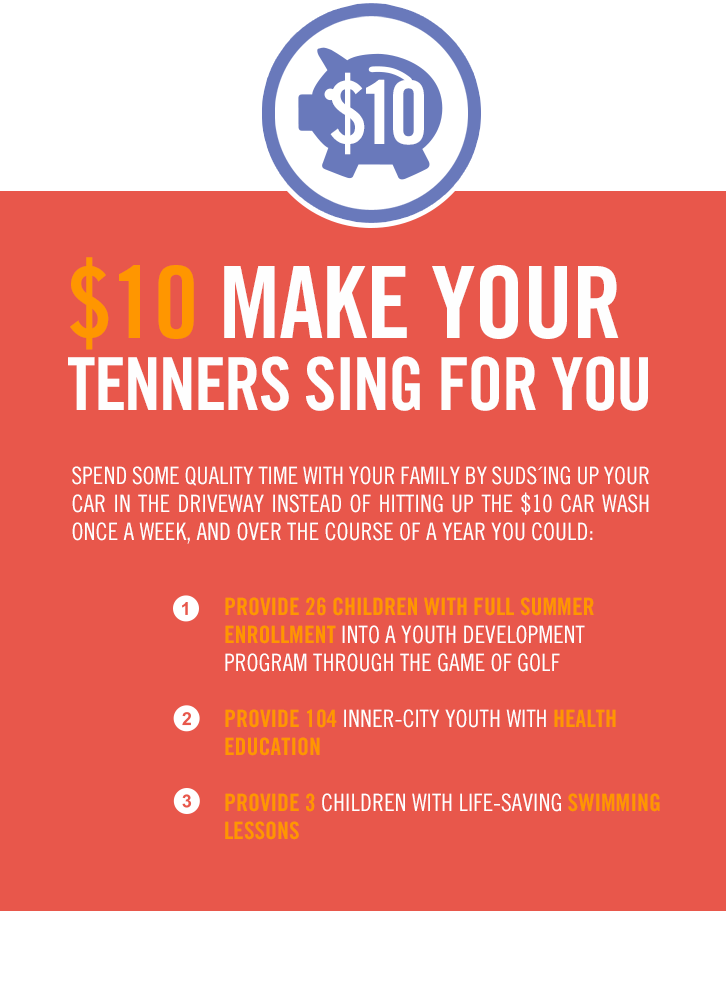 $10
$10 MAKE YOUR
TENNERS SING FOR YOU
SPEND SOME QUALITY TIME WITH YOUR FAMILY BY SUDS´ING UP YOUR
CAR IN THE DRIVEWAY INSTEAD OF HITTING UP THE $10 CAR WASH
ONCE A WEEK, AND OVER THE COURSE OF A YEAR YOU COULD:
1 PROVIDE 26 CHILDREN WITH FULL SUMMER
ENROLLMENT INTO A YOUTH DEVELOPMENT
PROGRAM THROUGH THE GAME OF GOLF
2 PROVIDE 104 INNER-CITY YOUTH WITH HEALTH
EDUCATION
3 PROVIDE 3 CHILDREN WITH LIFE-SAVING SWIMMING
LESSONS